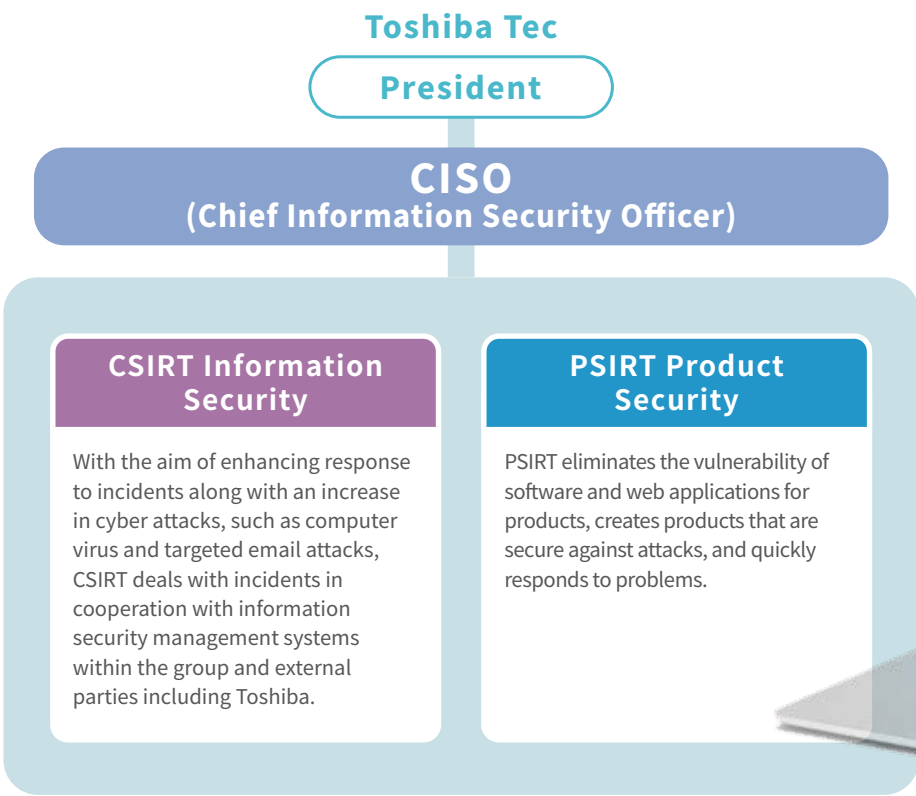 Toshiba Tec
President
CISO
(Chief Information Security Officer)
CSIRT Information
Security
With the aim of enhancing response
to incidents along with an increase
in cyber attacks, such as computer
virus and targeted email attacks,
CSIRT deals with incidents in
cooperation with information
security management systems
within the group and external
parties including Toshiba.
PSIRT Product
Security
PSIRT eliminates the vulnerability of
software and web applications for
products, creates products that are
secure against attacks, and quickly
responds to problems.